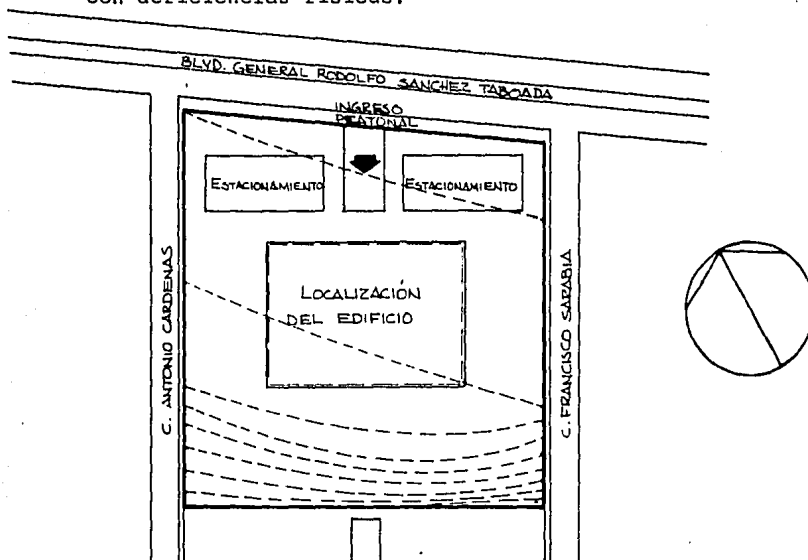 con deficiencias físicas.
BLVD. GENERAL RODOLFO SANCHEZ TABOADA
INGRESO
PEATONAL
ESTACIONAMIENTO
ESTACIONAMIENTO
LOCALIZACIÓN
DEL EDIFICIO
C. ANTONIO CARDENAS
C. FRANCISCO SARABIA